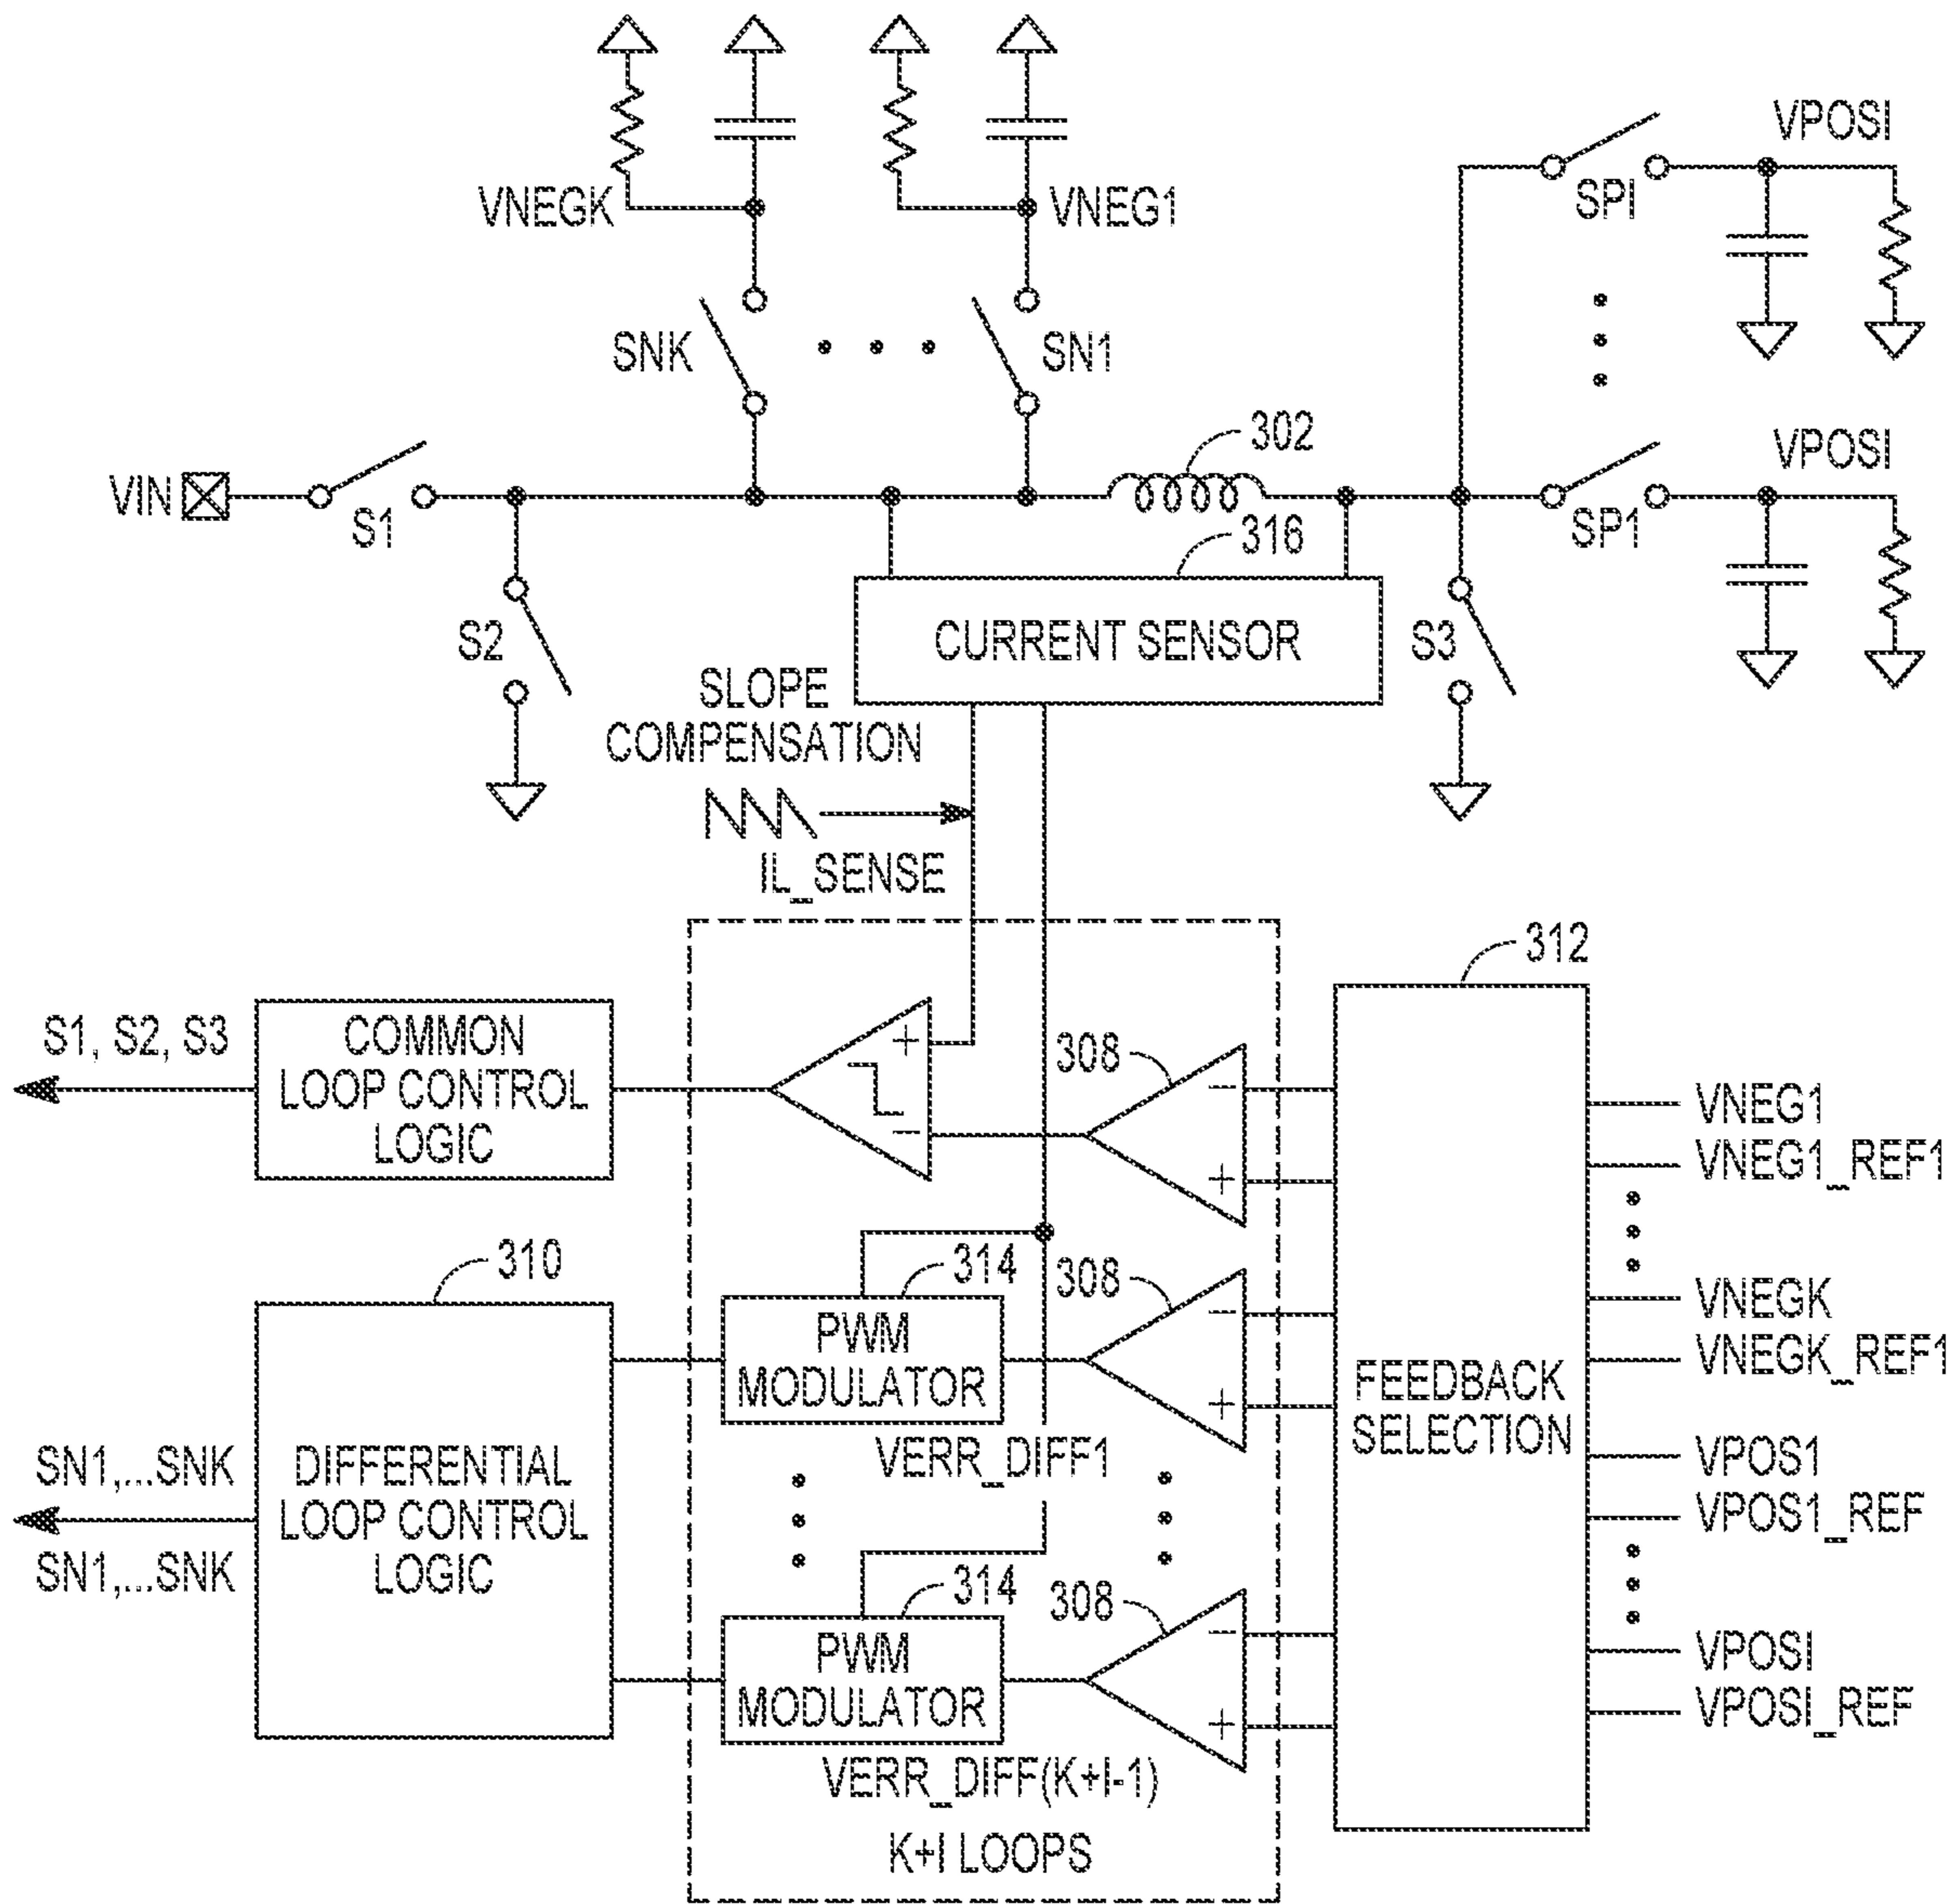 VNEGK
VNEG1
VPOSI
SPI
SNK
SN1
302
VIN
S1
VPOSI
SP1
316
CURRENT SENSOR
S2
S3
SLOPE
COMPENSATION
IL_SENSE
312
S1, S2, S3
COMMON
LOOP CONTROL
LOGIC
+
−
308
−
+
VNEG1
VNEG1_REF1
310
314
PWM
MODULATOR
308
−
+
VERR_DIFF1
VNEGK
VNEGK_REF1
FEEDBACK
SELECTION
SN1,...SNK
SN1,...SNK
DIFFERENTIAL
LOOP CONTROL
LOGIC
VPOS1
VPOS1_REF
314
PWM
MODULATOR
308
−
+
VPOSI
VPOSI_REF
VERR_DIFF(K+I-1)
K+I LOOPS